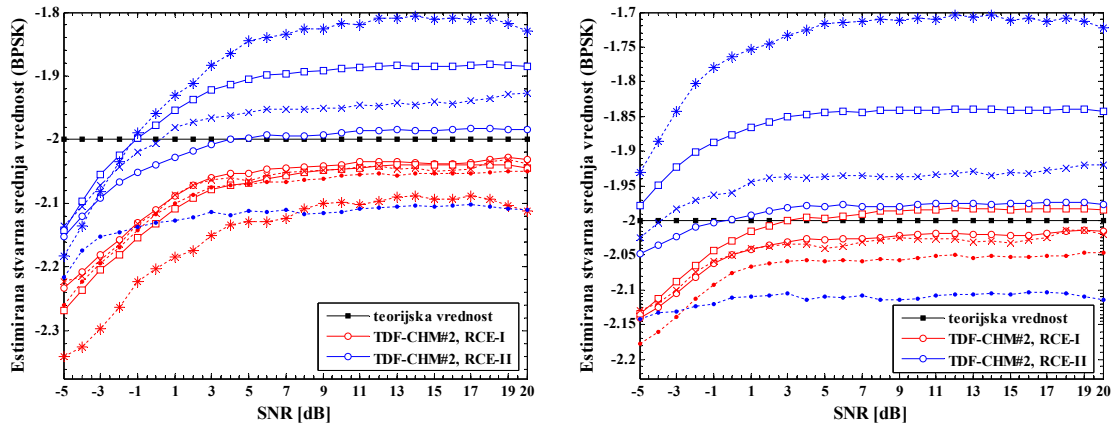 Estimirana stvarna srednja vrednost (BPSK)
-1.8
-1.9
-2
-2.1
-2.2
-2.3
-5 -3 -1 1 3 5 7 9 11 13 15 17 19 20
SNR [dB]
teorijska vrednost
TDF-CHM#2, RCE-I
TDF-CHM#2, RCE-II
Estimirana stvarna srednja vrednost (BPSK)
-1.7
-1.75
-1.8
-1.85
-1.9
-1.95
-2
-2.05
-2.1
-2.15
-2.2
-5 -3 -1 1 3 5 7 9 11 13 15 17 19 20
SNR [dB]
teorijska vrednost
TDF-CHM#2, RCE-I
TDF-CHM#2, RCE-II